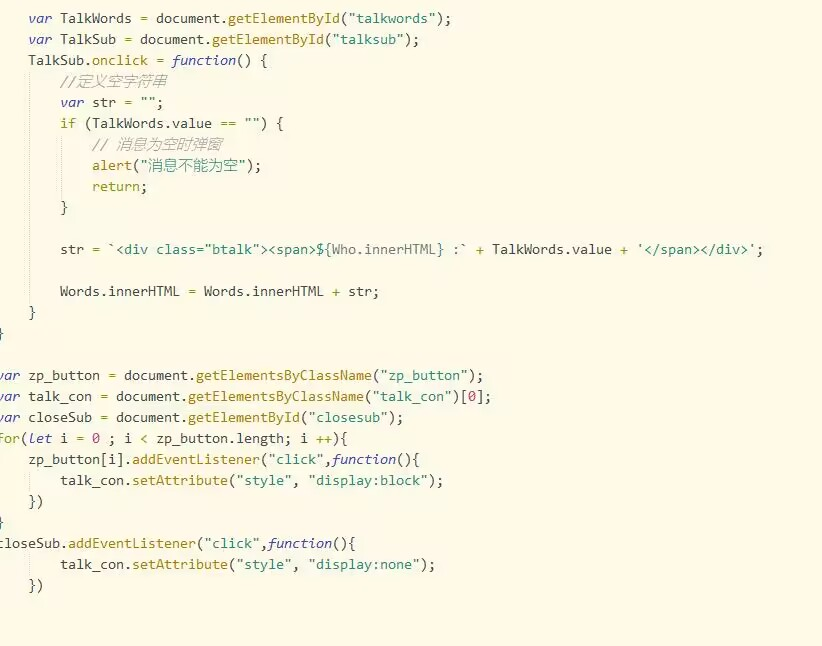 var TalkWords = document.getElementById("talkwords");
var TalkSub = document.getElementById("talksub");
TalkSub.onclick = function() {
//定义空字符串
var str = "";
if (TalkWords.value == "") {
// 消息为空时弹窗
alert("消息不能为空");
return;
}
str = `<div class="btalk"><span>${Who.innerHTML} :` + TalkWords.value + '</span></div>';
Words.innerHTML = Words.innerHTML + str;
}
}
var zp_button = document.getElementsByClassName("zp_button");
var talk_con = document.getElementsByClassName("talk_con")[0];
var closeSub = document.getElementById("closesub");
for(let i = 0 ; i < zp_button.length; i ++){
zp_button[i].addEventListener("click",function(){
talk_con.setAttribute("style", "display:block");
})
}
closeSub.addEventListener("click",function(){
talk_con.setAttribute("style", "display:none");
})